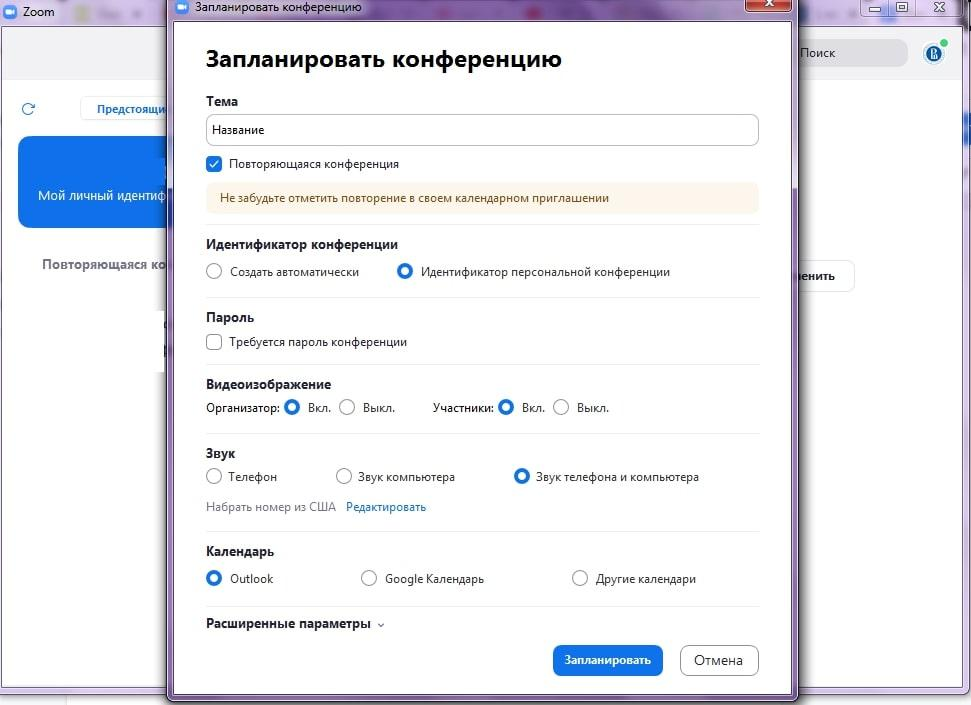 Zoom
Запланировать конференцию
Поиск
Запланировать конференцию
Предстоящи
Тема
Название
Повторяющаяся конференция
Мой личный идентиф
Не забудьте отметить повторение в своем календарном приглашении
Идентификатор конференции
Повторяющаяся ко
Создать автоматически
Идентификатор персональной конференции
енить
Пароль
Требуется пароль конференции
Видеоизображение
Организатор: Вкл. Выкл. Участники: Вкл. Выкл.
Звук
Телефон Звук компьютера Звук телефона и компьютера
Набрать номер из США Редактировать
Календарь
Outlook Google Календарь Другие календари
Расширенные параметры
Запланировать Отмена